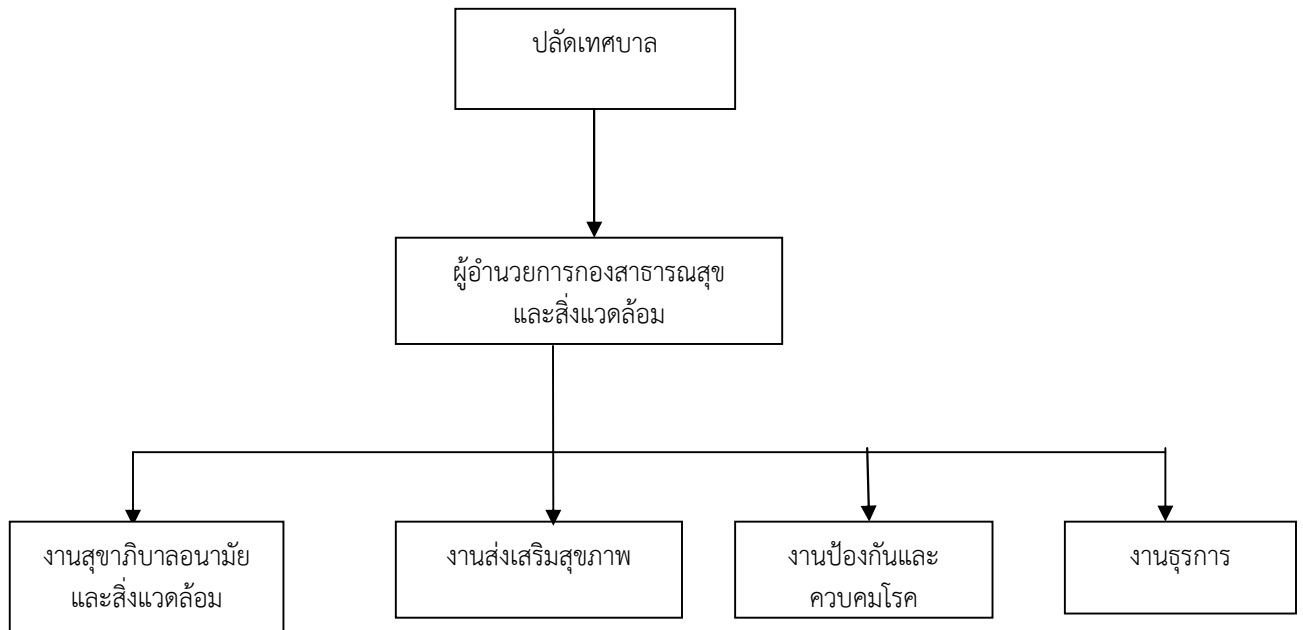 ปลัดเทศบาล
ผู้อำนวยการกองสาธารณสุข
และสิ่งแวดล้อม
งานสุขาภิบาลอนามัย
และสิ่งแวดล้อม
งานส่งเสริมสุขภาพ
งานป้องกันและ
ควบคมโรค
งานธุรการ